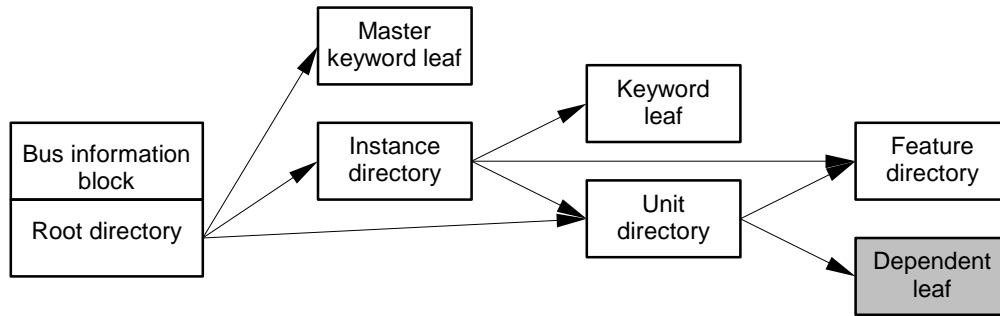 Master
keyword leaf
Keyword
leaf
Bus information
block
Instance
directory
Feature
directory
Root directory
Unit
directory
Dependent
leaf